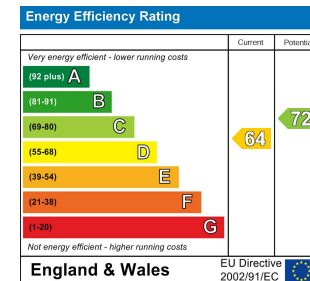 Energy Efficiency Rating
Current
Very energy efficient - lower running costs
(92 plus) A
(81-91) B
(69-80) C
72
(55-68) D
64
(39-54) E
(21-38) F
(1-20) G
Not energy efficient - higher running costs
England & Wales
EU Directive
2002/91/EC